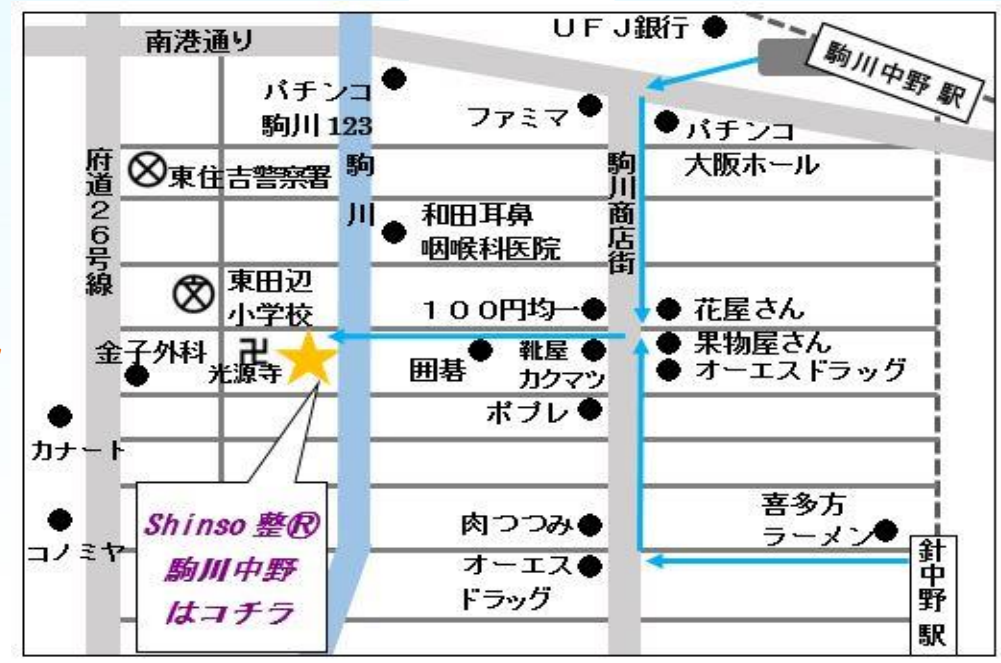 UFJ銀行
南港通り
駒川中野 駅
パチンコ
駒川123
ファミマ
パチンコ
大阪ホール
府道26号線
東住吉警察署
駒川
駒川商店街
和田耳鼻
咽喉科医院
東田辺
小学校
100円均一
花屋さん
果物屋さん
オーエスドラッグ
金子外科
卍
光源寺
囲碁
靴屋
カクマツ
ポプレ
カナート
Shinso 整®
駒川中野
はコチラ
コノミヤ
肉つつみ
オーエス
ドラッグ
喜多方
ラーメン
針中野 駅